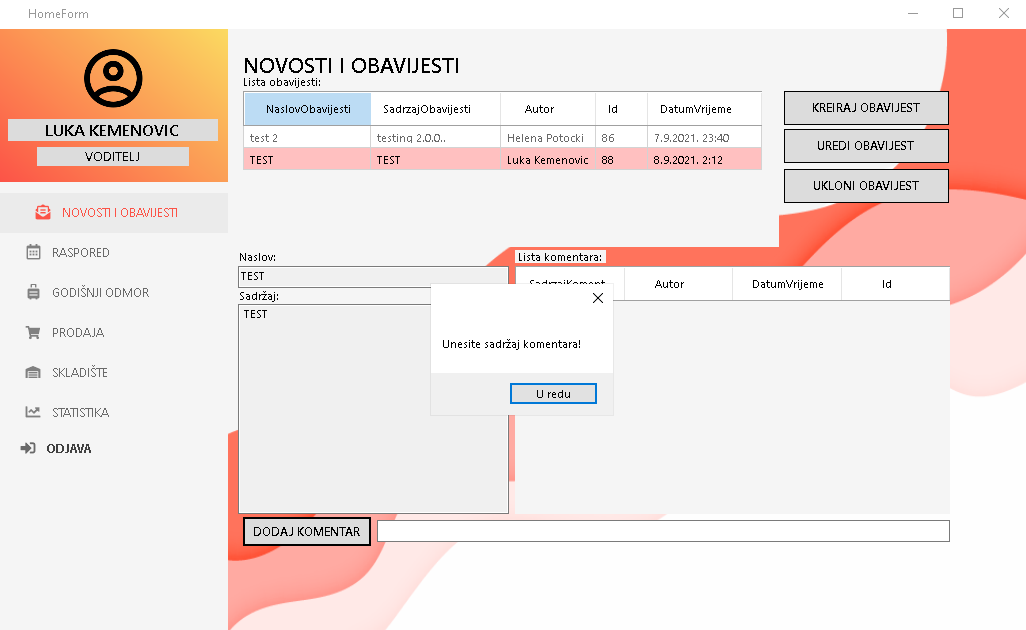 HomeForm
LUKA KEMENOVIC
VODITELJ
NOVOSTI I OBAVIJESTI
RASPORED
GODIŠNJI ODMOR
PRODAJA
SKLADIŠTE
STATISTIKA
ODJAVA
NOVOSTI I OBAVIJESTI
Lista obavijesti:
NaslovObavijesti SadrzajObavijesti Autor Id DatumVrijeme
test 2 testing 2.0.0.. Helena Potocki 86 7.9.2021. 23:40
TEST TEST Luka Kemenovic 88 8.9.2021. 2:12
KREIRAJ OBAVIJEST
UREDI OBAVIJEST
UKLONI OBAVIJEST
Naslov:
TEST
Sadržaj:
TEST
Lista komentara:
SadrzajKoment Autor DatumVrijeme Id
Unesite sadržaj komentara!
U redu
DODAJ KOMENTAR